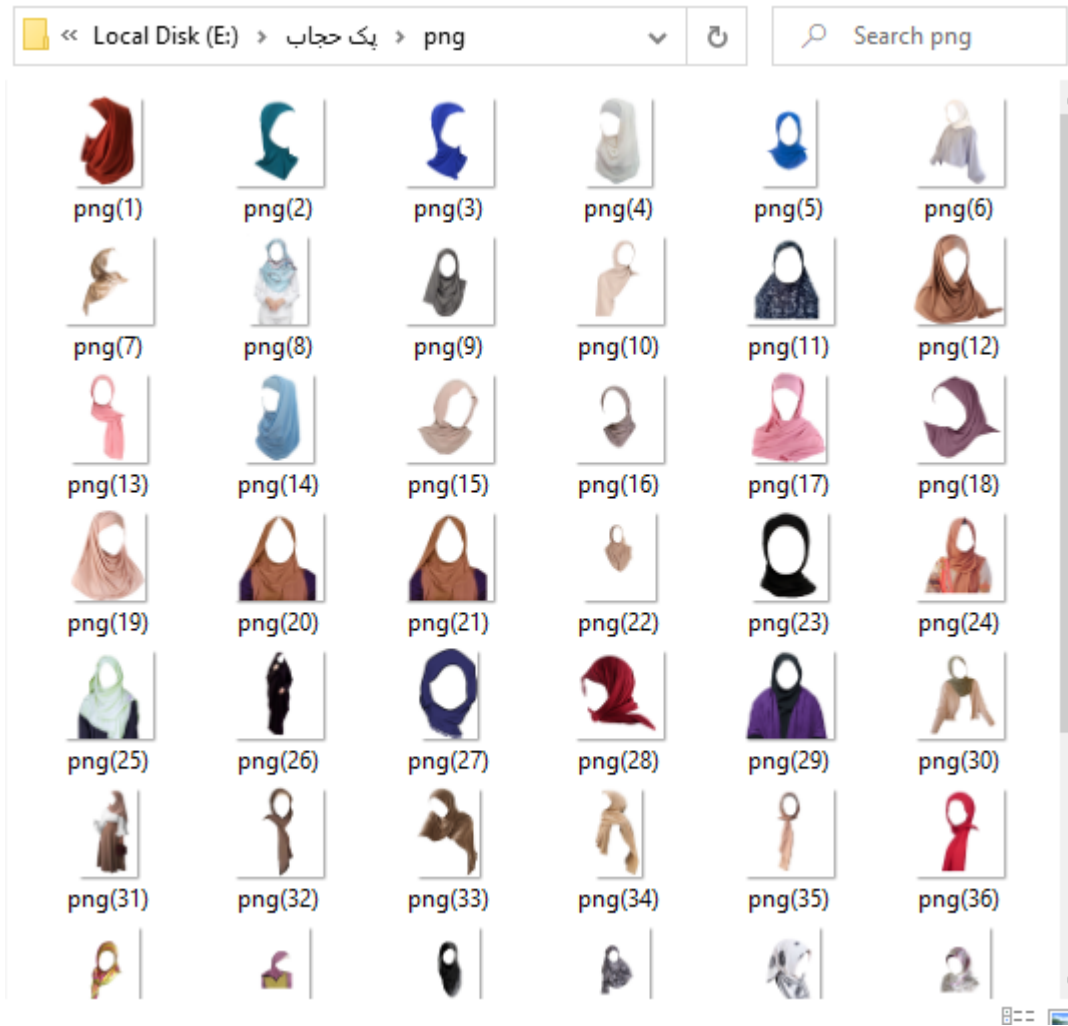 « Local Disk (E:) › پک حجاب › png
Search png
png(1) png(2) png(3) png(4) png(5) png(6)
png(7) png(8) png(9) png(10) png(11) png(12)
png(13) png(14) png(15) png(16) png(17) png(18)
png(19) png(20) png(21) png(22) png(23) png(24)
png(25) png(26) png(27) png(28) png(29) png(30)
png(31) png(32) png(33) png(34) png(35) png(36)